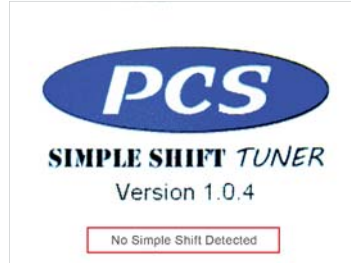 PCS
SIMPLE SHIFT TUNER
Version 1.0.4
No Simple Shift Detected